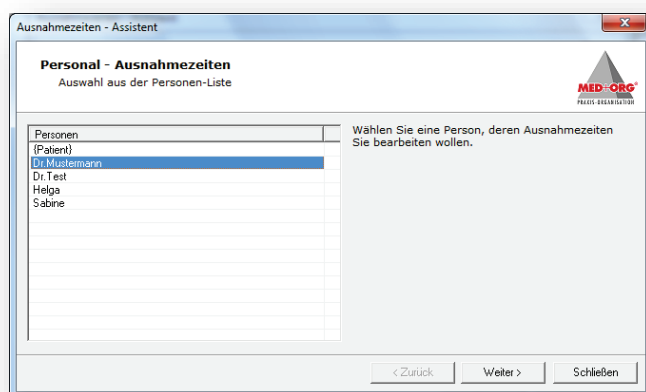 Ausnahmezeiten - Assistent
Personal - Ausnahmezeiten
Auswahl aus der Personen-Liste
MED+ORG®
PRAXIS-ORGANISATION
Personen
{Patient}
Dr.Mustermann
Dr.Test
Helga
Sabine
Wählen Sie eine Person, deren Ausnahmezeiten
Sie bearbeiten wollen.
< Zurück
Weiter >
Schließen